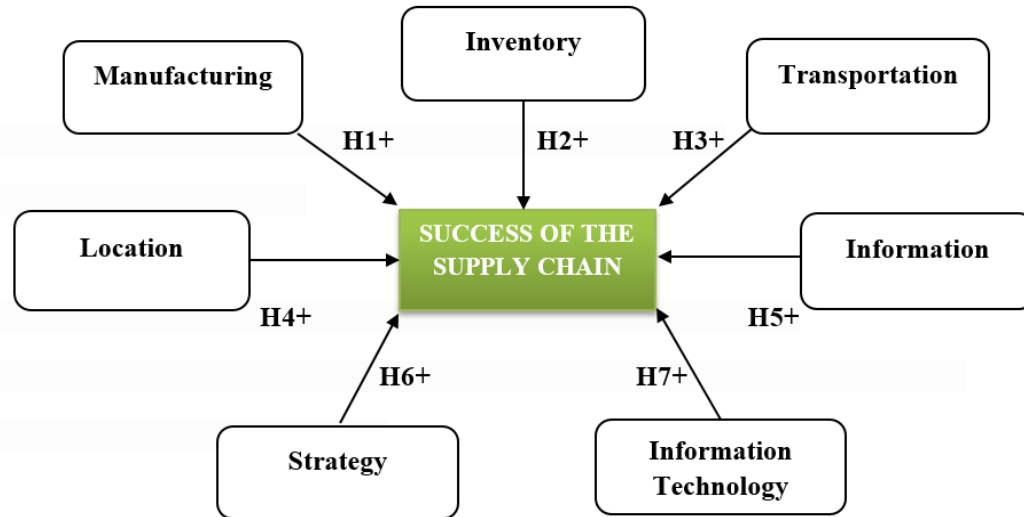 Inventory
Manufacturing
Transportation
H1+
H2+
H3+
SUCCESS OF THE
SUPPLY CHAIN
Location
Information
H4+
H5+
H6+
H7+
Strategy
Information
Technology